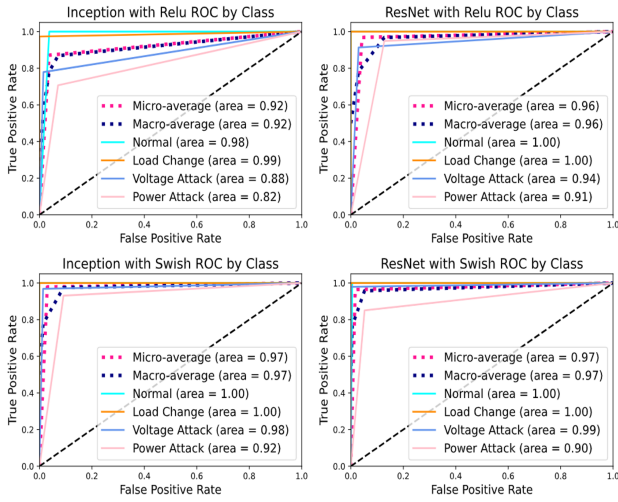 Inception with Relu ROC by Class
1.0
0.8
0.6
0.4
0.2
0.0
True Positive Rate
Micro-average (area = 0.92)
Macro-average (area = 0.92)
Normal (area = 0.98)
Load Change (area = 0.99)
Voltage Attack (area = 0.88)
Power Attack (area = 0.82)
0.0 0.2 0.4 0.6 0.8 1.0
False Positive Rate
ResNet with Relu ROC by Class
1.0
0.8
0.6
0.4
0.2
0.0
True Positive Rate
Micro-average (area = 0.96)
Macro-average (area = 0.96)
Normal (area = 1.00)
Load Change (area = 1.00)
Voltage Attack (area = 0.94)
Power Attack (area = 0.91)
0.0 0.2 0.4 0.6 0.8 1.0
False Positive Rate
Inception with Swish ROC by Class
1.0
0.8
0.6
0.4
0.2
0.0
True Positive Rate
Micro-average (area = 0.97)
Macro-average (area = 0.97)
Normal (area = 1.00)
Load Change (area = 1.00)
Voltage Attack (area = 0.98)
Power Attack (area = 0.92)
0.0 0.2 0.4 0.6 0.8 1.0
False Positive Rate
ResNet with Swish ROC by Class
1.0
0.8
0.6
0.4
0.2
0.0
True Positive Rate
Micro-average (area = 0.97)
Macro-average (area = 0.97)
Normal (area = 1.00)
Load Change (area = 1.00)
Voltage Attack (area = 0.99)
Power Attack (area = 0.90)
0.0 0.2 0.4 0.6 0.8 1.0
False Positive Rate